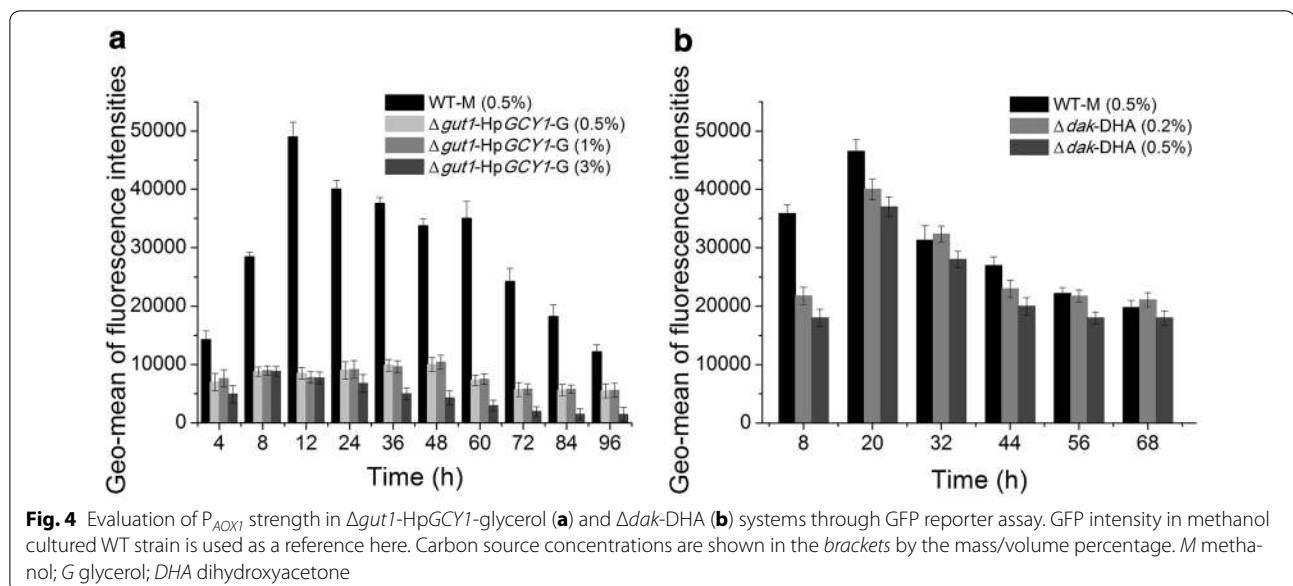 a
Geo-mean of fluorescence intensities
50000
40000
30000
20000
10000
0
WT-M (0.5%)
Δgut1-HpGCY1-G (0.5%)
Δgut1-HpGCY1-G (1%)
Δgut1-HpGCY1-G (3%)
4 8 12 24 36 48 60 72 84 96
Time (h)
b
Geo-mean of fluorescence intensities
50000
40000
30000
20000
10000
0
WT-M (0.5%)
Δdak-DHA (0.2%)
Δdak-DHA (0.5%)
8 20 32 44 56 68
Time (h)
Fig. 4 Evaluation of PAOX1 strength in Δgut1-HpGCY1-glycerol (a) and Δdak-DHA (b) systems through GFP reporter assay. GFP intensity in methanol
cultured WT strain is used as a reference here. Carbon source concentrations are shown in the brackets by the mass/volume percentage. M metha-
nol; G glycerol; DHA dihydroxyacetone